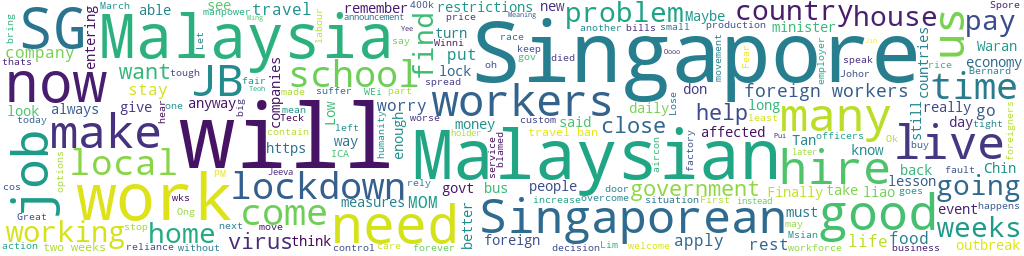 SG
Malaysia
March
able
travel
see
manpower
bring
entering
Let
remember
turn
Winni
400k
bills
price
restrictions
Maybe
problem
new
another
small
minister
country
house
Spore
announcement
Ming
Yee
Meaning
Singapore
Waran
economy
Bernard
rice
pay
sn
now
thats
company
want
JB
labour
say
find
put
lock
oh
race
keep
gov
died
production
movement
employer
fair
tough
Teoh
school
suffer
WEi
part
spread
Oooo
don
speak
Johor
countries
time
stay
companies
look
always
give
anyway
made
worry
workers
foreign workers
really
go
today
one
hear
big
mean
cTeck
Low
humanity
daily
Fear
help
long
many
day
tight
foreigners
make
will
contain
left
enough
money
custom
said
least
affected
close
travel ban
officers
Tan
know
still
buy
live
job
local
https
way
worse
holder
Malaysian
Lose
factory
Pui
later
hire
Ok
back
fault
options
ICA
service
blamed
aircon
Chin
cos
work
lockdown
Jeeva
govt
bus
rely
people
door
government
Finally
take
liao
lesson
goes
Great
PM
wks
measures
MOM
increase
overcome
situation
First
instead
must
Msian
event
happens
going
working
Ong
come
need
better
Singaporean
may
good
weeks
home
next
move
virus
think
foreign
apply
rest
life
food
action
two weeks
stop
reliance
without
control
care
forever
decision
Lim
welcome
workforce
business
outbreak